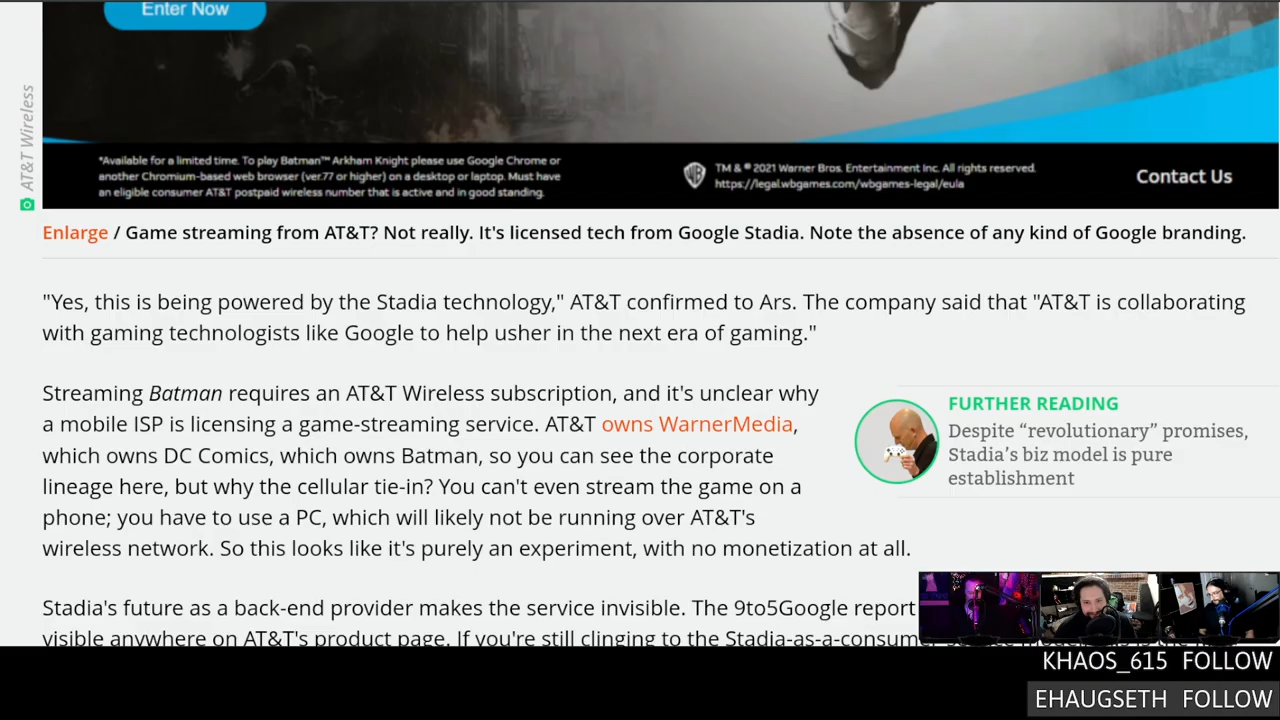 Enter Now
AT&T Wireless
*Available for a limited time. To play Batman™ Arkham Knight please use Google Chrome or
another Chromium-based web browser (ver.77 or higher) on a desktop or laptop. Must have
an eligible consumer AT&T postpaid wireless number that is active and in good standing.
TM & © 2021 Warner Bros. Entertainment Inc. All rights reserved.
https://legal.wbgames.com/wbgames-legal/eula
Contact Us
Enlarge / Game streaming from AT&T? Not really. It's licensed tech from Google Stadia. Note the absence of any kind of Google branding.
"Yes, this is being powered by the Stadia technology," AT&T confirmed to Ars. The company said that "AT&T is collaborating
with gaming technologists like Google to help usher in the next era of gaming."
Streaming Batman requires an AT&T Wireless subscription, and it's unclear why
a mobile ISP is licensing a game-streaming service. AT&T owns WarnerMedia,
which owns DC Comics, which owns Batman, so you can see the corporate
lineage here, but why the cellular tie-in? You can't even stream the game on a
phone; you have to use a PC, which will likely not be running over AT&T's
wireless network. So this looks like it's purely an experiment, with no monetization at all.
FURTHER READING
Despite “revolutionary” promises,
Stadia’s biz model is pure
establishment
Stadia's future as a back-end provider makes the service invisible. The 9to5Google report
visible anywhere on AT&T's product page. If you're still clinging to the
KHAOS_615 FOLLOW
EHAUGSETH FOLLOW